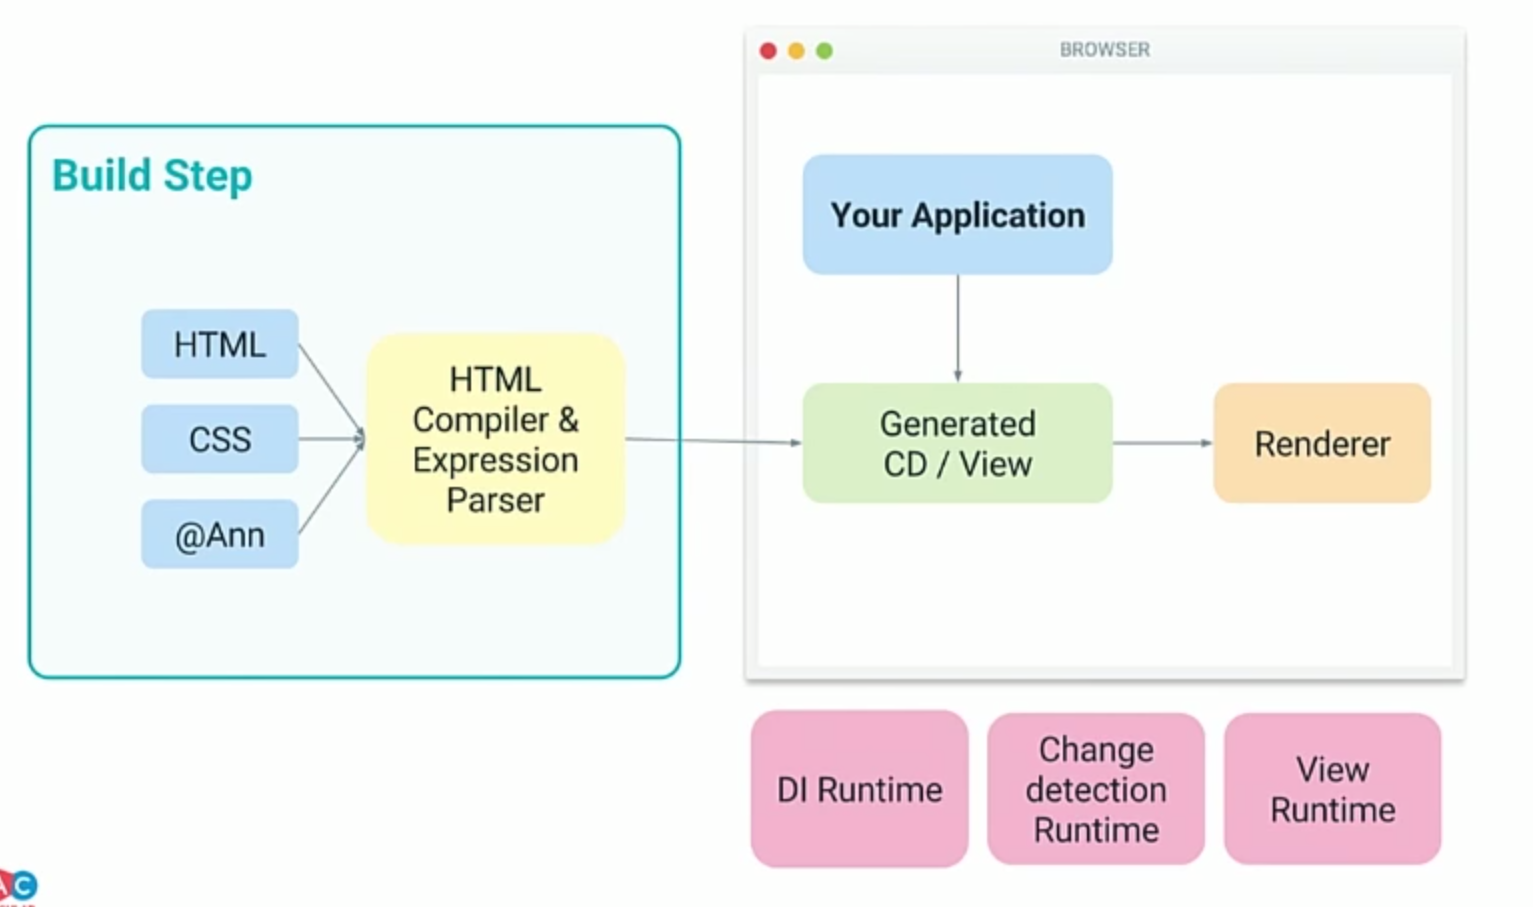 BROWSER
Build Step
Your Application
HTML
CSS
@Ann
HTML
Compiler &
Expression
Parser
Generated
CD / View
Renderer
DI Runtime
Change
detection
Runtime
View
Runtime
AC